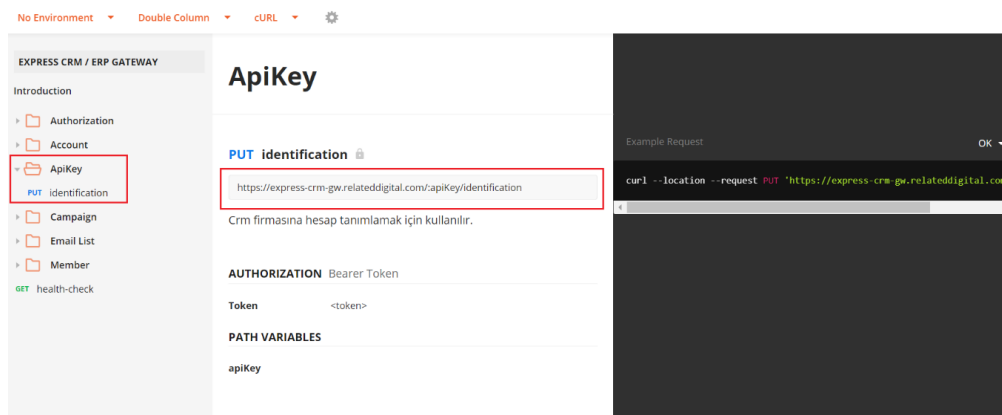 No Environment Double Column cURL
EXPRESS CRM / ERP GATEWAY
Introduction
Authorization
Account
ApiKey
PUT identification
Campaign
Email List
Member
GET health-check
ApiKey
PUT identification
https://express-crm-gw.relateddigital.com/:apiKey/identification
Crm firmasına hesap tanımlamak için kullanılır.
AUTHORIZATION Bearer Token
Token <token>
PATH VARIABLES
apiKey
Example Request OK
curl --location --request PUT 'https://express-crm-gw.relateddigital.co